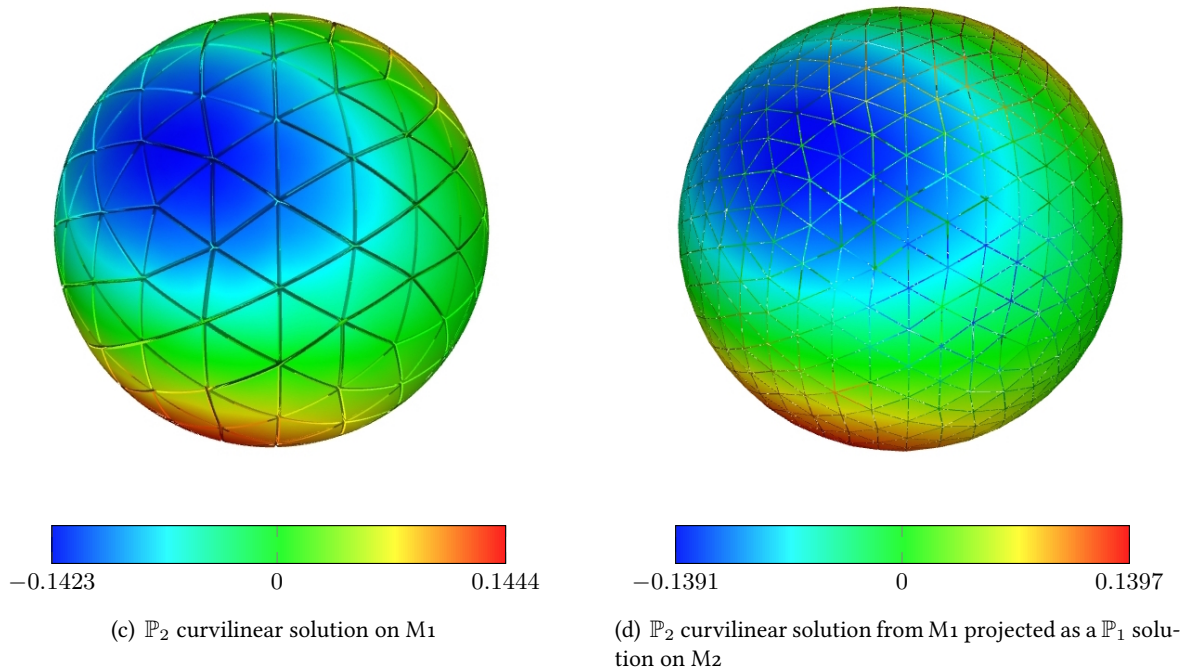 −0.1423 0 0.1444
−0.1391 0 0.1397
(c) ℙ₂ curvilinear solution on M1
(d) ℙ₂ curvilinear solution from M1 projected as a ℙ₁ solu-
tion on M2